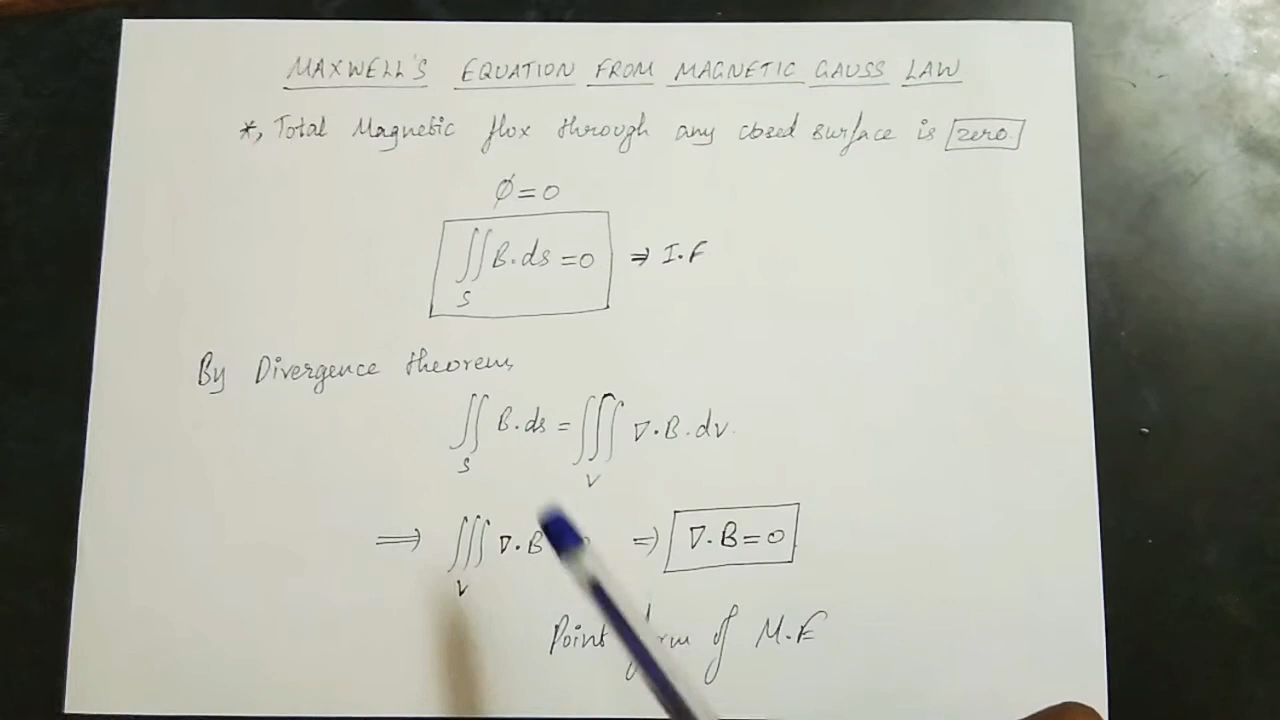 MAXWELL'S EQUATION FROM MAGNETIC GAUSS LAW
*, Total Magnetic flux through any closed surface is zero.
∅=0
∬ B.ds =0 ⇒ I.F
S
By Divergence theorem,
∬ B.ds = ∭ ∇.B.dv.
S V
⟹ ∭ ∇.B ⇒ ∇.B=0
V
Point of M.E